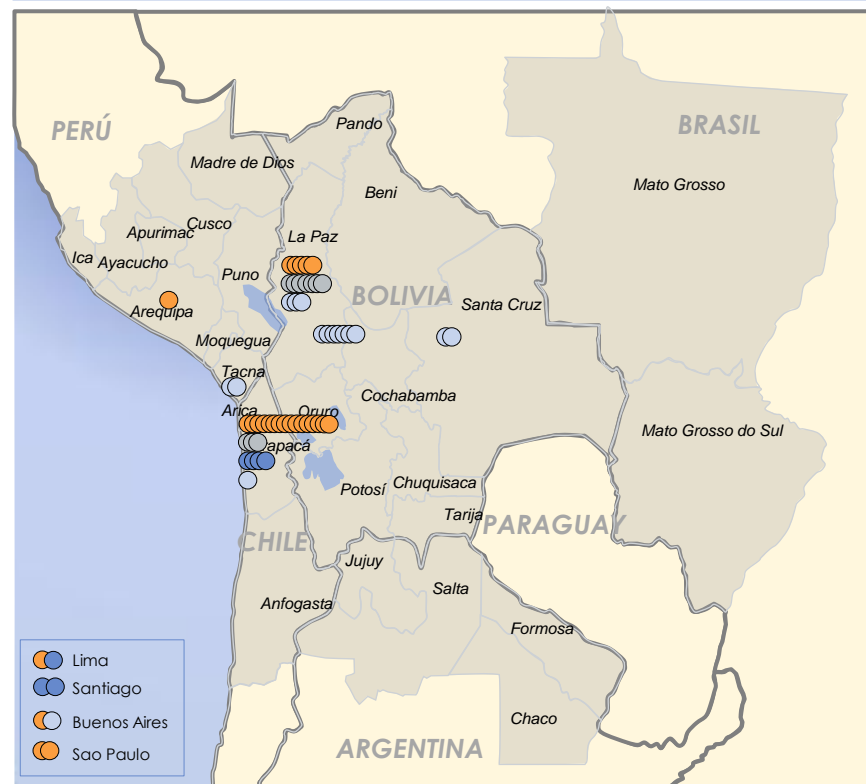 PERÚ
BRASIL
Pando
Madre de Dios
Beni
Mato Grosso
Cusco
Apurimac
La Paz
Ica
Ayacucho
Puno
BOLIVIA
Santa Cruz
Arequipa
Moquegua
Tacna
Cochabamba
Arica
Oruro
Mato Grosso do Sul
apacá
Chuquisaca
Potosí
Tarija
PARAGUAY
CHILE
Jujuy
Salta
Anfogasta
Formosa
Chaco
ARGENTINA
Lima
Santiago
Buenos Aires
Sao Paulo